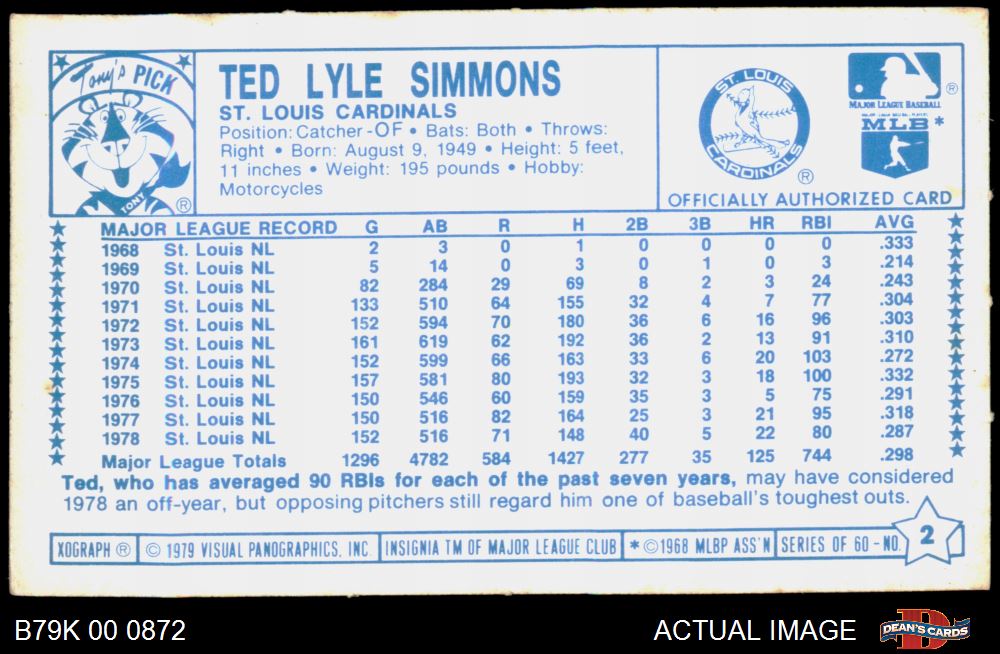 Tony's PICK
TONY
®
TED LYLE SIMMONS
ST. LOUIS CARDINALS
Position: Catcher-OF • Bats: Both • Throws:
Right • Born: August 9, 1949 • Height: 5 feet,
11 inches • Weight: 195 pounds • Hobby:
Motorcycles
ST. LOUIS
CARDINALS
®
®
MAJOR LEAGUE BASEBALL
MLB *
OFFICIALLY AUTHORIZED CARD
MAJOR LEAGUE RECORD G AB R H 2B 3B HR RBI AVG
1968 St. Louis NL 2 3 0 1 0 0 0 0 .333
1969 St. Louis NL 5 14 0 3 0 1 0 3 .214
1970 St. Louis NL 82 284 29 69 8 2 3 24 .243
1971 St. Louis NL 133 510 64 155 32 4 7 77 .304
1972 St. Louis NL 152 594 70 180 36 6 16 96 .303
1973 St. Louis NL 161 619 62 192 36 2 13 91 .310
1974 St. Louis NL 152 599 66 163 33 6 20 103 .272
1975 St. Louis NL 157 581 80 193 32 3 18 100 .332
1976 St. Louis NL 150 546 60 159 35 3 5 75 .291
1977 St. Louis NL 150 516 82 164 25 3 21 95 .318
1978 St. Louis NL 152 516 71 148 40 5 22 80 .287
Major League Totals 1296 4782 584 1427 277 35 125 744 .298
Ted, who has averaged 90 RBIs for each of the past seven years, may have considered
1978 an off-year, but opposing pitchers still regard him one of baseball's toughest outs.
XOGRAPH ® © 1979 VISUAL PANOGRAPHICS, INC. INSIGNIA TM OF MAJOR LEAGUE CLUB * ©1968 MLBP ASS'N SERIES OF 60 - NO. 2
B79K 00 0872 ACTUAL IMAGE
D
DEAN'S CARDS